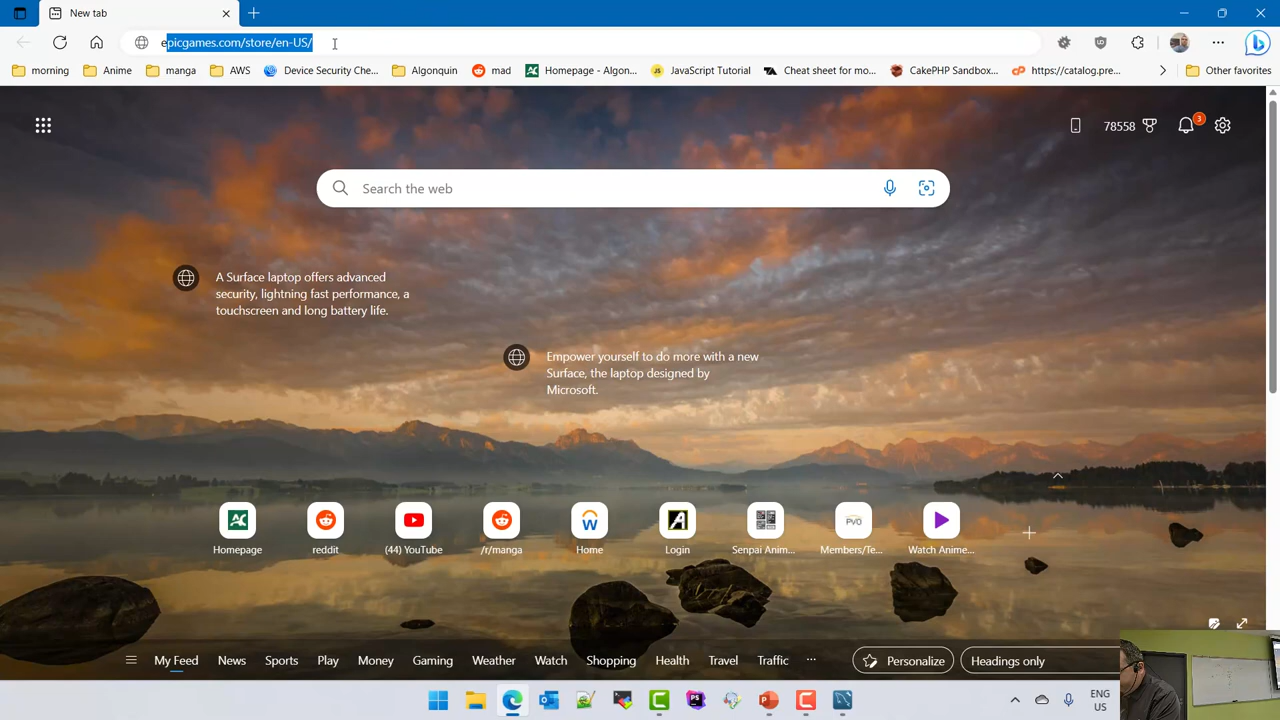 New tab
epicgames.com/store/en-US/
morning
Anime
manga
AWS
Device Security Che...
Algonquin
mad
Homepage - Algon...
JS
JavaScript Tutorial
Cheat sheet for mo...
CakePHP Sandbox...
https://catalog.pre...
Other favorites
78558
3
Search the web
A Surface laptop offers advanced
security, lightning fast performance, a
touchscreen and long battery life.
Empower yourself to do more with a new
Surface, the laptop designed by
Microsoft.
Homepage
reddit
(44) YouTube
/r/manga
Home
Login
Senpai Anim...
PVO
Members/Te...
Watch Anime...
My Feed
News
Sports
Play
Money
Gaming
Weather
Watch
Shopping
Health
Travel
Traffic
...
Personalize
Headings only
ENG
US